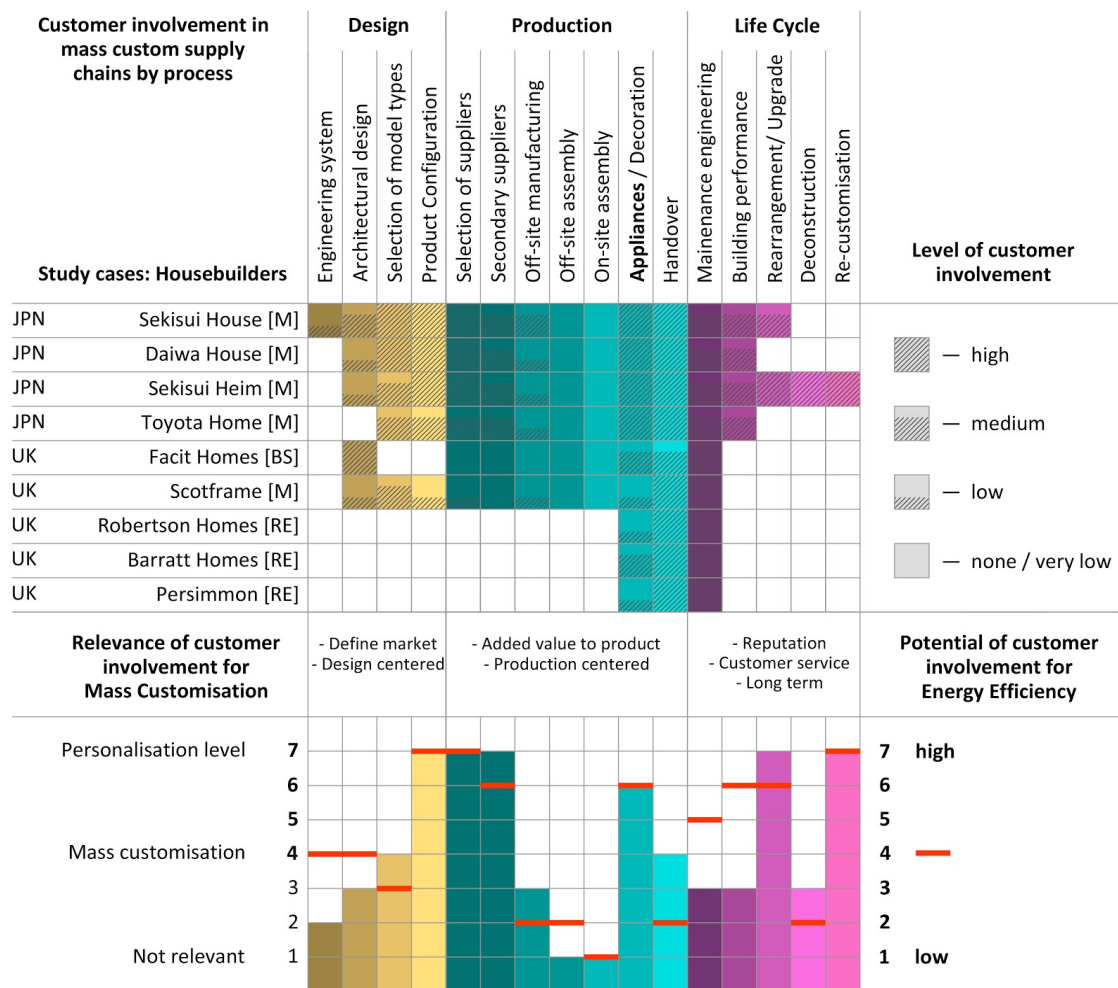 Customer involvement in
mass custom supply
chains by process
Design
Production
Life Cycle
Engineering system
Architectural design
Selection of model types
Product Configuration
Selection of suppliers
Secondary suppliers
Off-site manufacturing
Off-site assembly
On-site assembly
Appliances / Decoration
Handover
Mainenance engineering
Building performance
Rearrangement/ Upgrade
Deconstruction
Re-customisation
Study cases: Housebuilders
Level of customer
involvement
JPN Sekisui House [M]
JPN Daiwa House [M]
JPN Sekisui Heim [M]
JPN Toyota Home [M]
UK Facit Homes [BS]
UK Scotframe [M]
UK Robertson Homes [RE]
UK Barratt Homes [RE]
UK Persimmon [RE]
— high
— medium
— low
— none / very low
Relevance of customer
involvement for
Mass Customisation
- Define market
- Design centered
- Added value to product
- Production centered
- Reputation
- Customer service
- Long term
Potential of customer
involvement for
Energy Efficiency
Personalisation level 7 7 high
6 6
5 5
Mass customisation 4 4
3 3
2 2
Not relevant 1 1 low